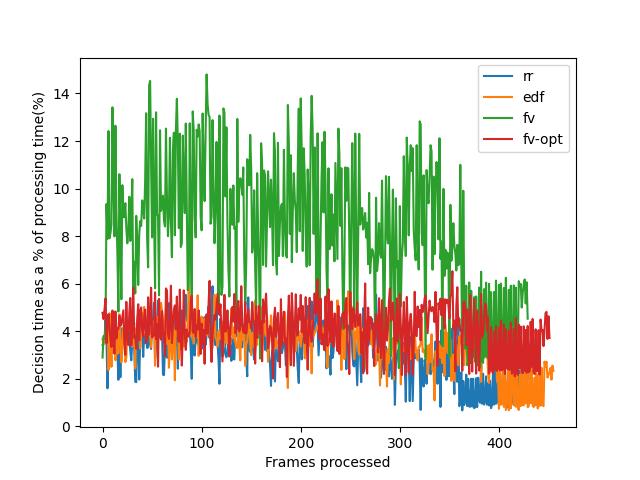 14
12
10
8
6
4
2
0
Decision time as a % of processing time(%)
rr
edf
fv
fv-opt
0 100 200 300 400
Frames processed